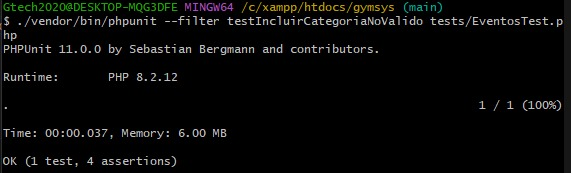 Gtech2020@DESKTOP-MQG3DFE MINGW64 /c/xampp/htdocs/gymsys (main)
$ ./vendor/bin/phpunit --filter testIncluirCategoriaNoValido tests/EventosTest.p
hp
PHPUnit 11.0.0 by Sebastian Bergmann and contributors.
Runtime:       PHP 8.2.12
.                                                                   1 / 1 (100%)
Time: 00:00.037, Memory: 6.00 MB
OK (1 test, 4 assertions)